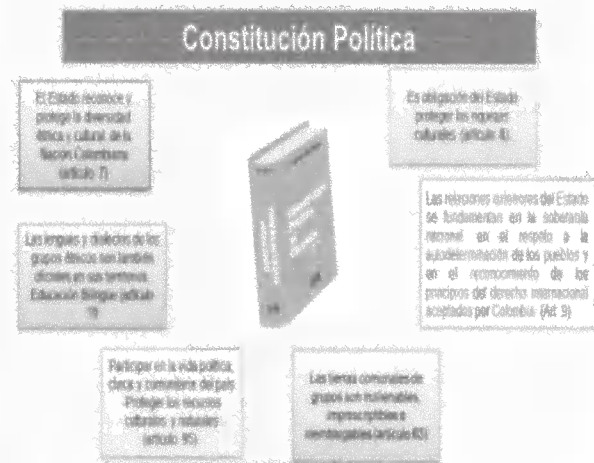 Constitución Política
El Estado reconoce y
protege la diversidad
étnica y cultural de la
Nación Colombiana
(artículo 7)
Es obligación del Estado
proteger las riquezas
culturales (artículo 8)
Las relaciones exteriores del Estado
se fundamentan en la soberanía
nacional en el respeto a la
autodeterminación de los pueblos y
en el reconocimiento de los
principios del derecho internacional
aceptados por Colombia (Art. 9)
Las lenguas y dialectos de los
grupos étnicos son también
oficiales en sus territorios
Educación bilingüe (artículo
Participar en la vida política,
cívica y comunitaria del país
Proteger los recursos
culturales y naturales
(artículo 95)
Las tierras comunales de
grupos son inalienables,
imprescriptibles e
inembargables (artículo 63)